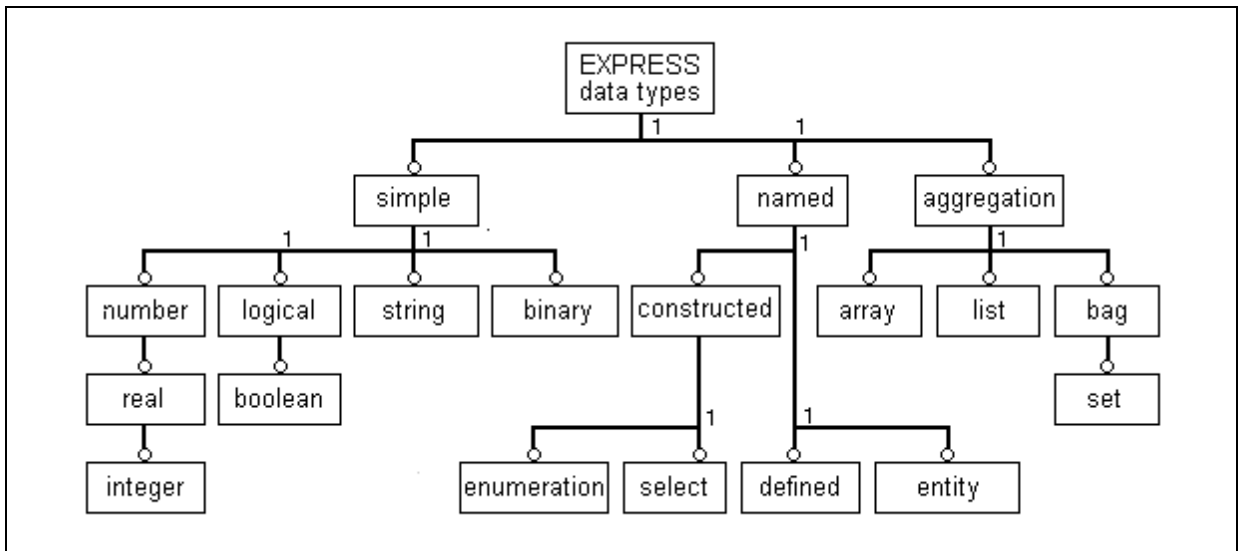 EXPRESS
data types
1
1
simple
named
aggregation
1
1
1
1
number
logical
string
binary
constructed
array
list
bag
real
boolean
1
1
set
integer
enumeration
select
defined
entity